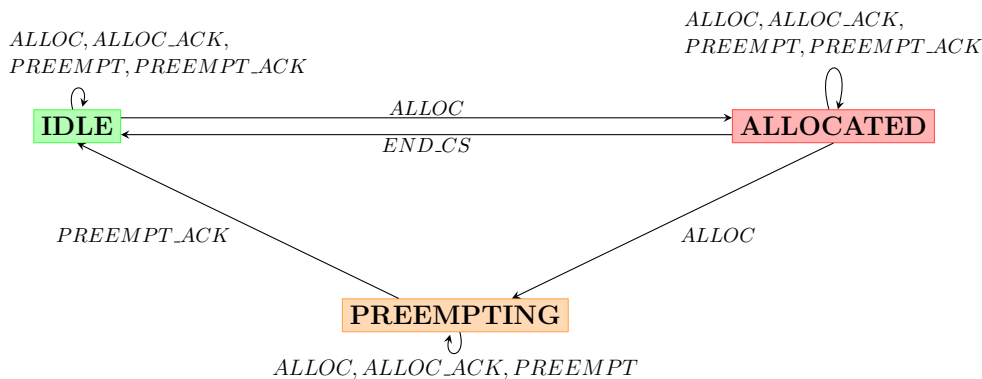 ALLOC, ALLOC_ACK,
PREEMPT, PREEMPT_ACK
ALLOC, ALLOC_ACK,
PREEMPT, PREEMPT_ACK
IDLE
ALLOC
END_CS
ALLOCATED
PREEMPT_ACK
ALLOC
PREEMPTING
ALLOC, ALLOC_ACK, PREEMPT